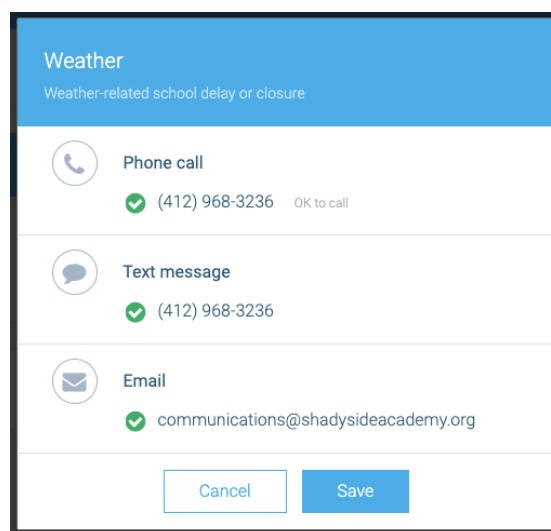 Weather
Weather-related school delay or closure
Phone call
(412) 968-3236 OK to call
Text message
(412) 968-3236
Email
communications@shadysideacademy.org
Cancel Save